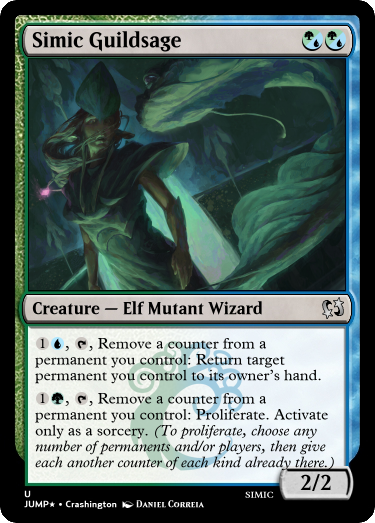 Simic Guildsage
Creature — Elf Mutant Wizard
1, , Remove a counter from a
permanent you control: Return target
permanent you control to its owner's hand.
1, , Remove a counter from a
permanent you control: Proliferate. Activate
only as a sorcery. (To proliferate, choose any
number of permanents and/or players, then give
each another counter of each kind already there.)
2/2
U
SIMIC
JUMP★ • Crashington Daniel Correia